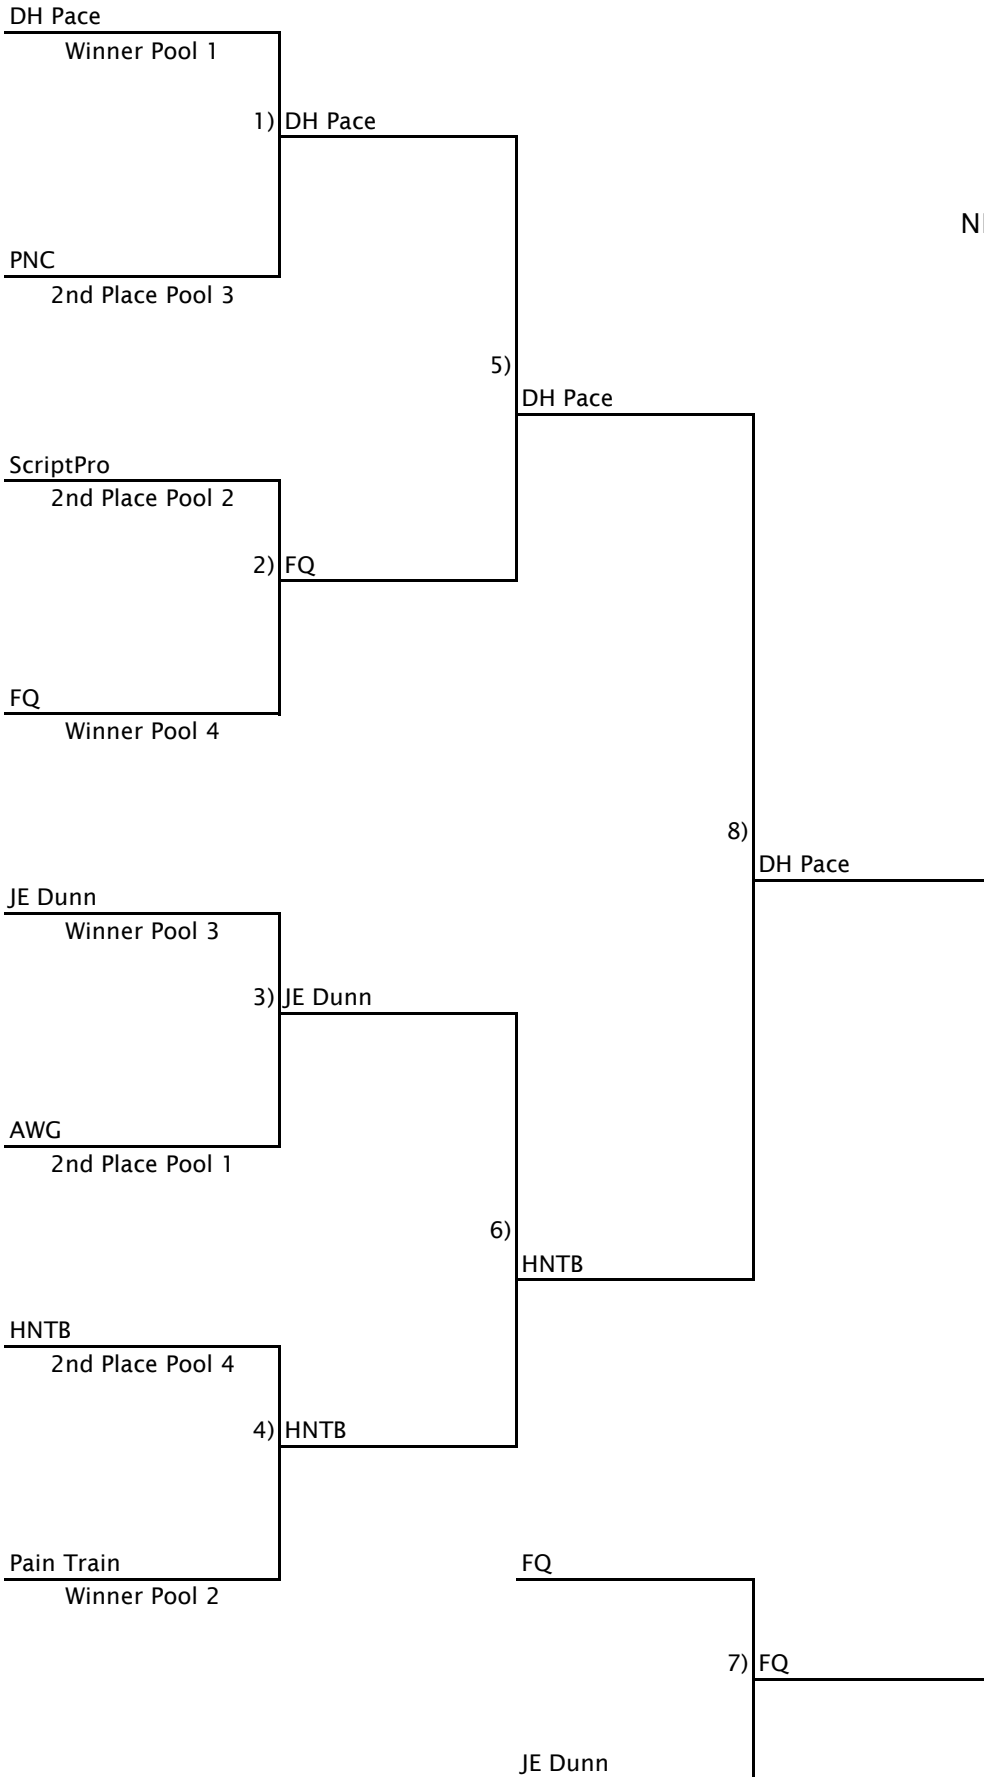 DH Pace
Winner Pool 1
1) DH Pace
PNC
2nd Place Pool 3
5)
DH Pace
ScriptPro
2nd Place Pool 2
2) FQ
FQ
Winner Pool 4
8)
DH Pace
JE Dunn
Winner Pool 3
3) JE Dunn
AWG
2nd Place Pool 1
6)
HNTB
HNTB
2nd Place Pool 4
4) HNTB
Pain Train
Winner Pool 2
FQ
7) FQ
JE Dunn